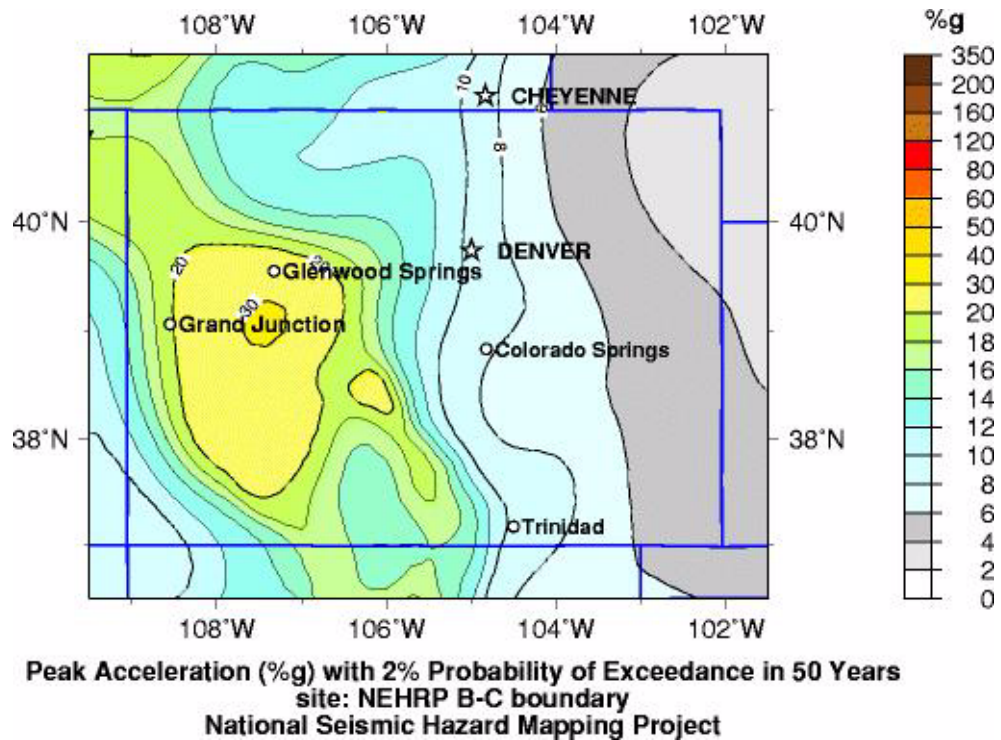 108˚W 106˚W 104˚W 102˚W %g
350
10 200
CHEYENNE 160
6 120
8 80
60
40˚N 40˚N 50
DENVER 40
20 20 Glenwood Springs 30
30 20
Grand Junction 18
Colorado Springs 16
14
12
38˚N 38˚N 10
8
6
Trinidad 4
2
0
108˚W 106˚W 104˚W 102˚W
Peak Acceleration (%g) with 2% Probability of Exceedance in 50 Years
site: NEHRP B-C boundary
National Seismic Hazard Mapping Project